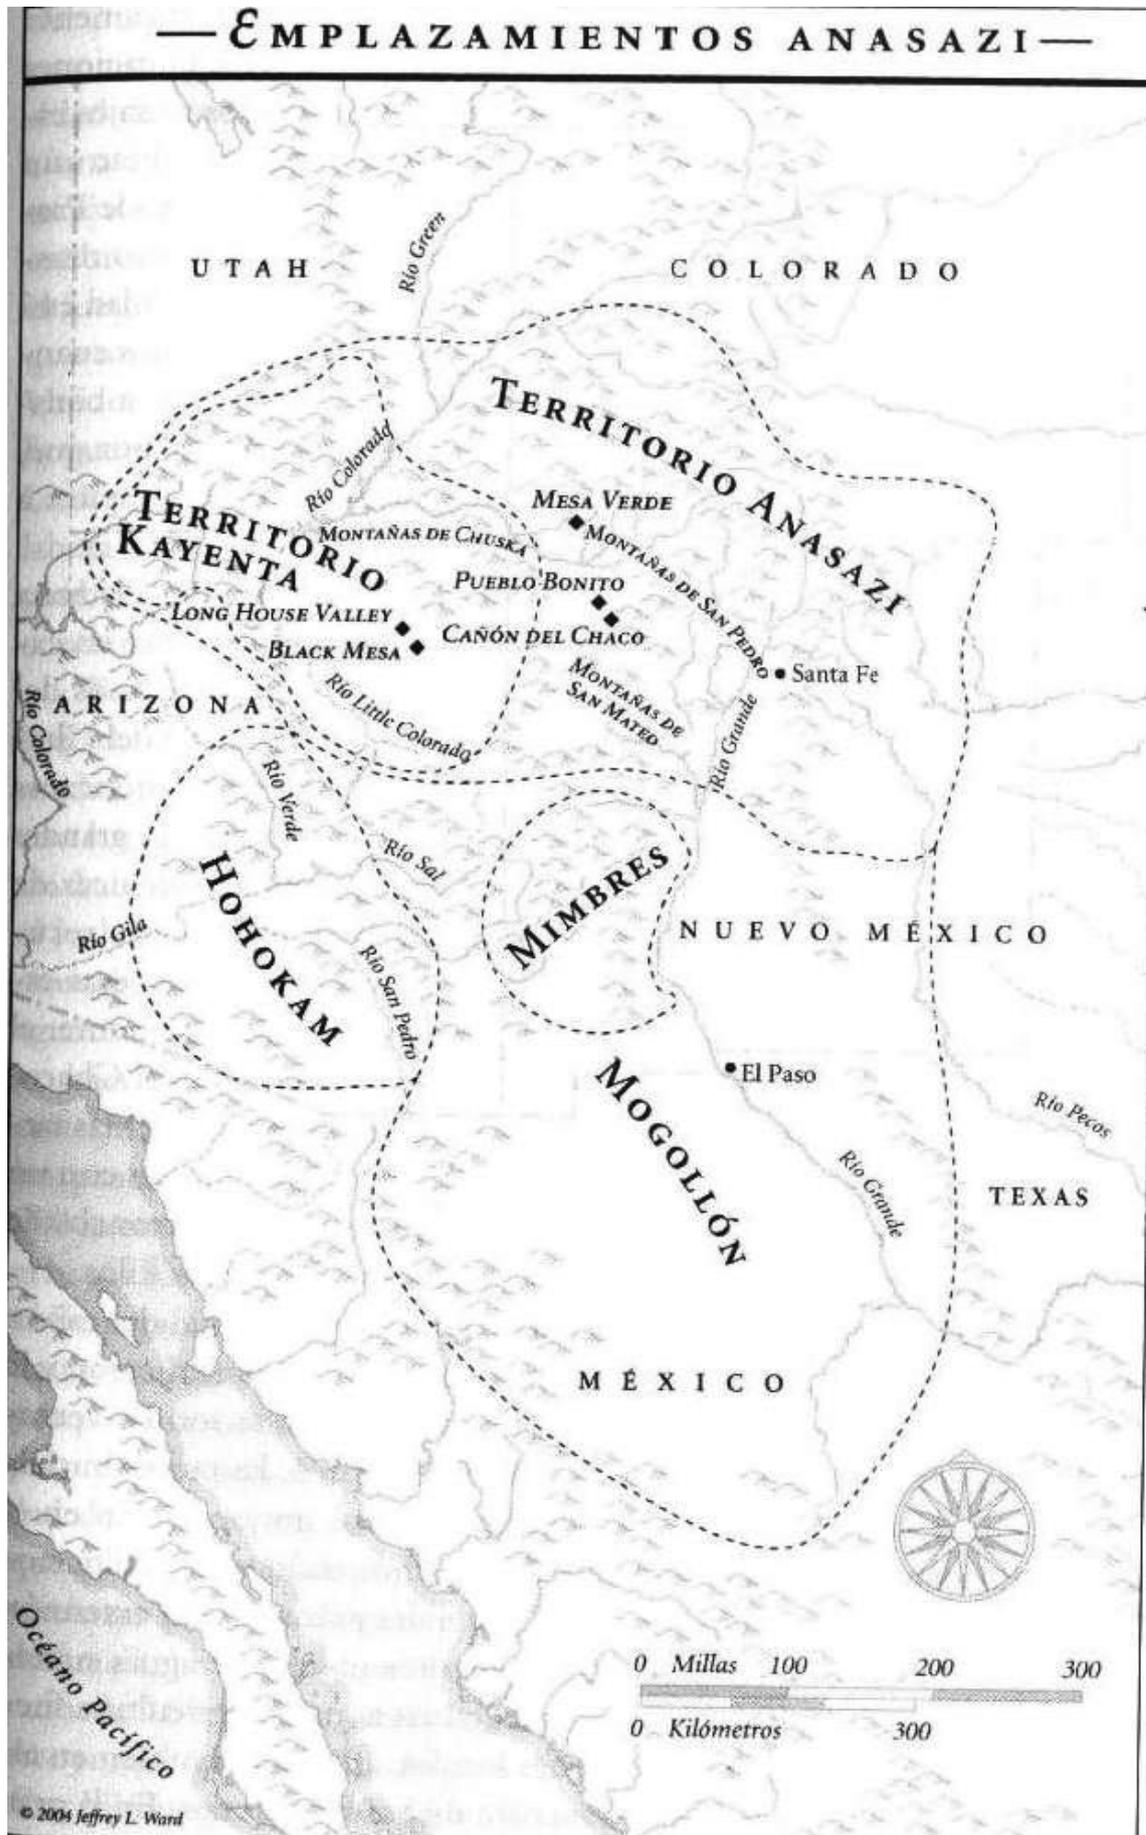 EMPLAZAMIENTOS ANASAZI
UTAH
Río Green
COLORADO
TERRITORIO ANASAZI
Río Colorado
MESA VERDE
TERRITORIO
KAYENTA
MONTAÑAS DE CHUSKA
MONTAÑAS DE SAN PEDRO
PUEBLO BONITO
LONG HOUSE VALLEY
CAÑÓN DEL CHACO
BLACK MESA
Santa Fe
MONTAÑAS DE
SAN MATEO
Río Little Colorado
ARIZONA
Río Colorado
Río Grande
Río Verde
Río Sal
HOHOKAM
MIMBRES
Río Gila
NUEVO MÉXICO
Río San Pedro
El Paso
MOGOLLÓN
Río Pecos
Río Grande
TEXAS
MÉXICO
Océano Pacífico
0 Millas 100 200 300
0 Kilómetros 300
© 2004 Jeffrey L. Ward